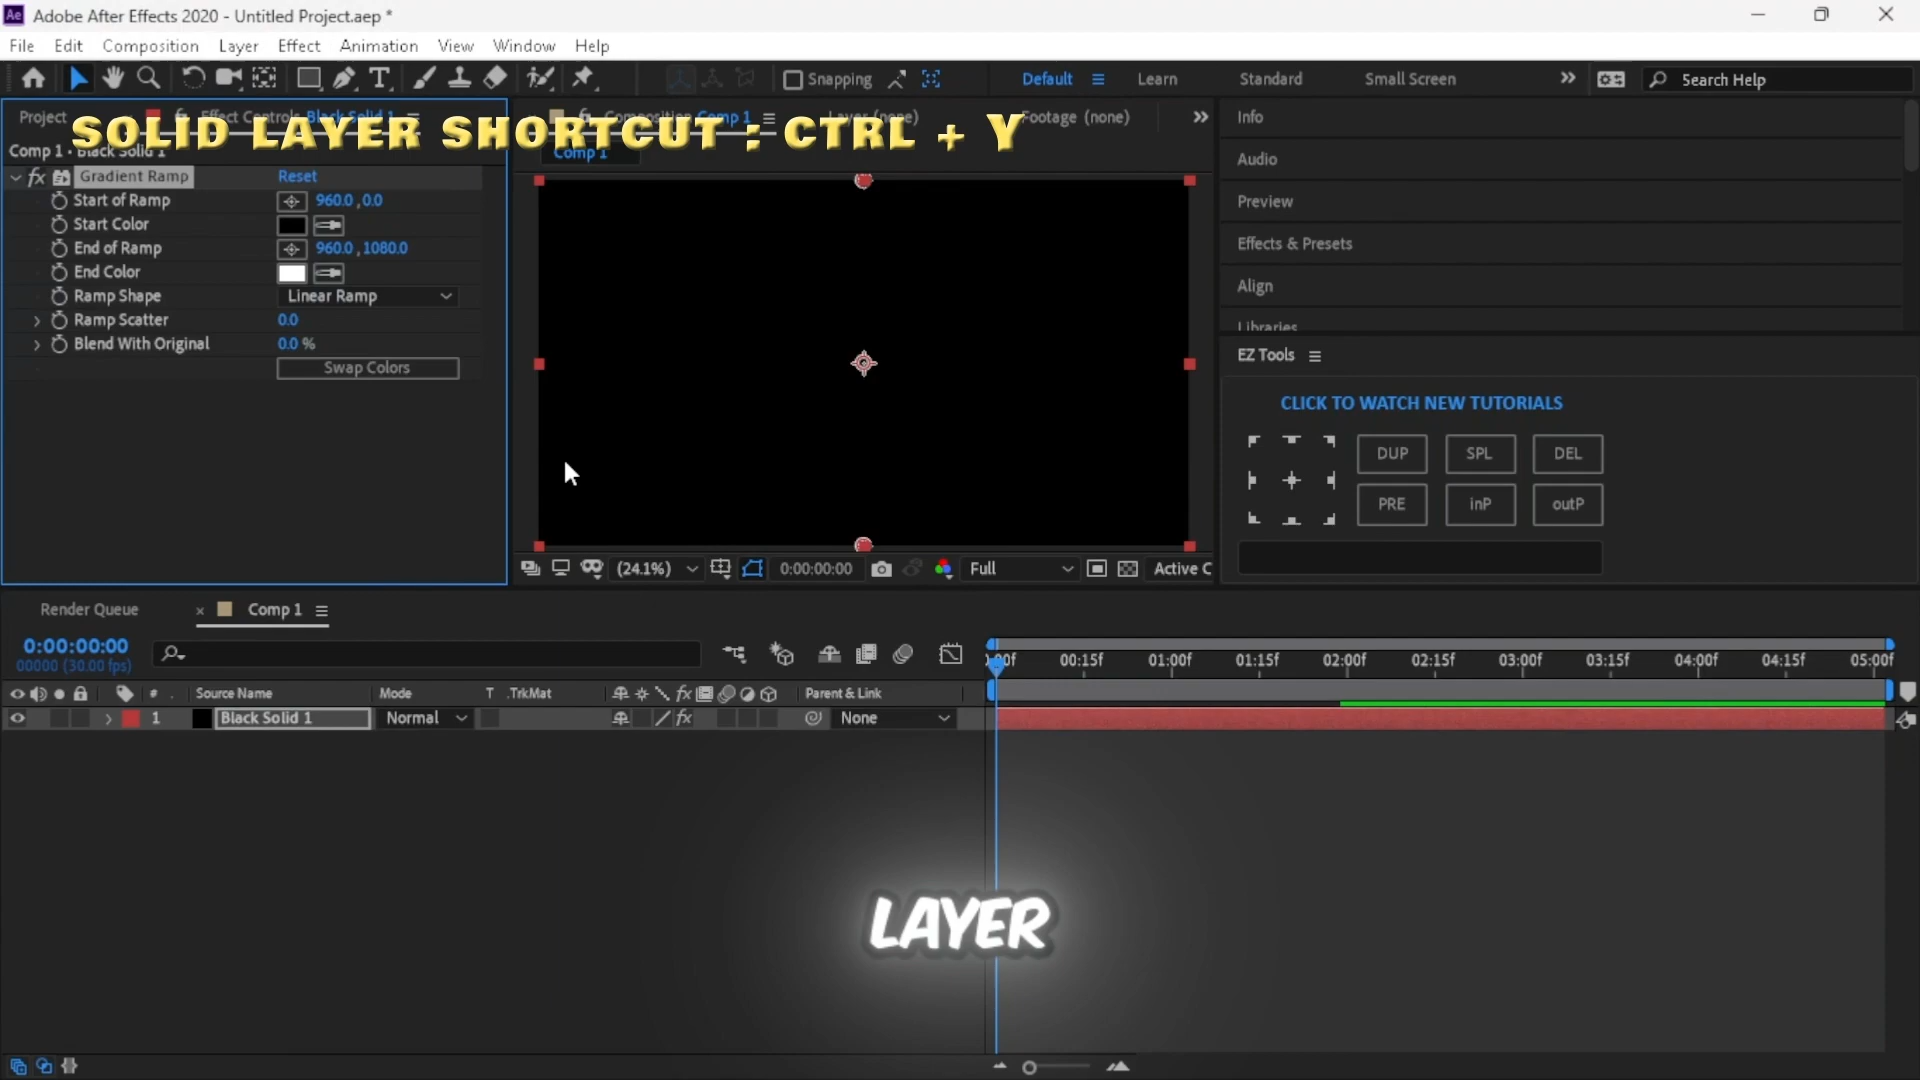 Ae Adobe After Effects 2020 - Untitled Project.aep *
File Edit Composition Layer Effect Animation View Window Help
Snapping Default Learn Standard Small Screen Search Help
Project Effect Controls Black Solid 1 Composition Comp 1 Layer (none) Footage (none)
SOLID LAYER SHORTCUT : CTRL + Y
Comp 1 • Black Solid 1
Comp 1
fx Gradient Ramp Reset
Start of Ramp 960.0 , 0.0
Start Color
End of Ramp 960.0 , 1080.0
End Color
Ramp Shape Linear Ramp
Ramp Scatter 0.0
Blend With Original 0.0 %
Swap Colors
(24.1%) 0:00:00:00 Full Active C
Info
Audio
Preview
Effects & Presets
Align
Libraries
EZ Tools
CLICK TO WATCH NEW TUTORIALS
DUP SPL DEL
PRE inP outP
Render Queue × Comp 1
0:00:00:00
00000 (30.00 fps)
00:15f 01:00f 01:15f 02:00f 02:15f 03:00f 03:15f 04:00f 04:15f 05:00f
# Source Name Mode T .TrkMat fx Parent & Link
1 Black Solid 1 Normal fx None
LAYER